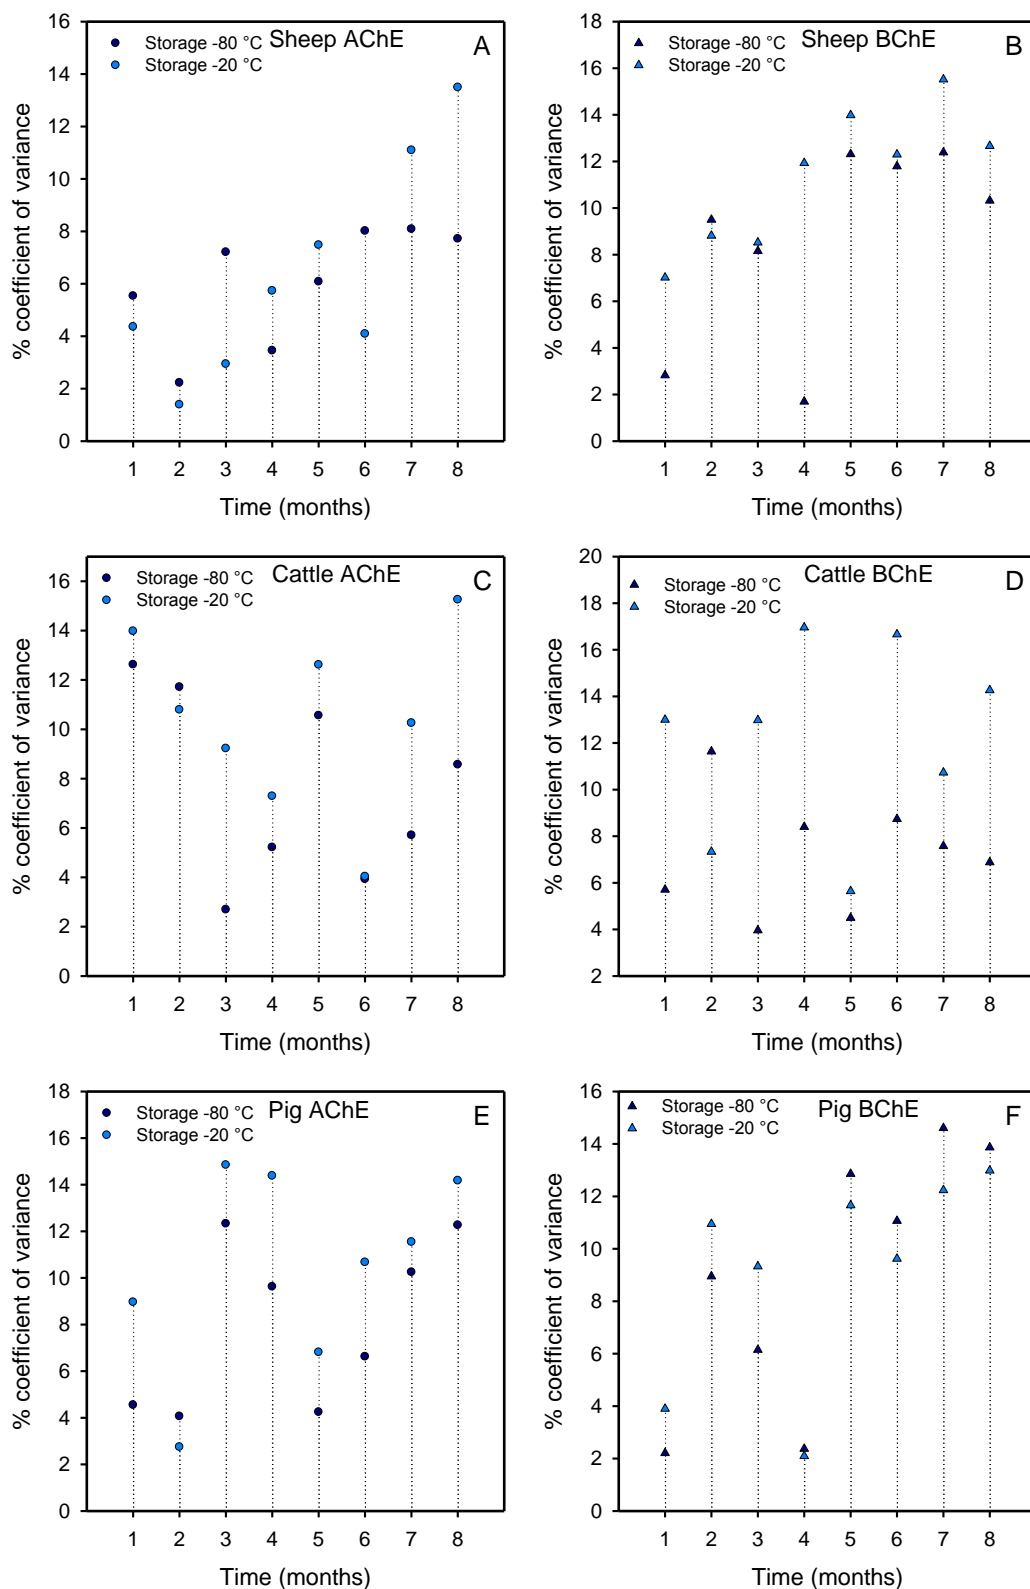 Sheep AChE
A
Storage -80 °C
Storage -20 °C
% coefficient of variance
16
14
12
10
8
6
4
2
0
1 2 3 4 5 6 7 8
Time (months)
Sheep BChE
B
Storage -80 °C
Storage -20 °C
% coefficient of variance
18
16
14
12
10
8
6
4
2
0
1 2 3 4 5 6 7 8
Time (months)
Cattle AChE
C
Storage -80 °C
Storage -20 °C
% coefficient of variance
16
14
12
10
8
6
4
2
0
1 2 3 4 5 6 7 8
Time (months)
Cattle BChE
D
Storage -80 °C
Storage -20 °C
% coefficient of variance
20
18
16
14
12
10
8
6
4
2
1 2 3 4 5 6 7 8
Time (months)
Pig AChE
E
Storage -80 °C
Storage -20 °C
% coefficient of variance
18
16
14
12
10
8
6
4
2
0
1 2 3 4 5 6 7 8
Time (months)
Pig BChE
F
Storage -80 °C
Storage -20 °C
% coefficient of variance
16
14
12
10
8
6
4
2
0
1 2 3 4 5 6 7 8
Time (months)